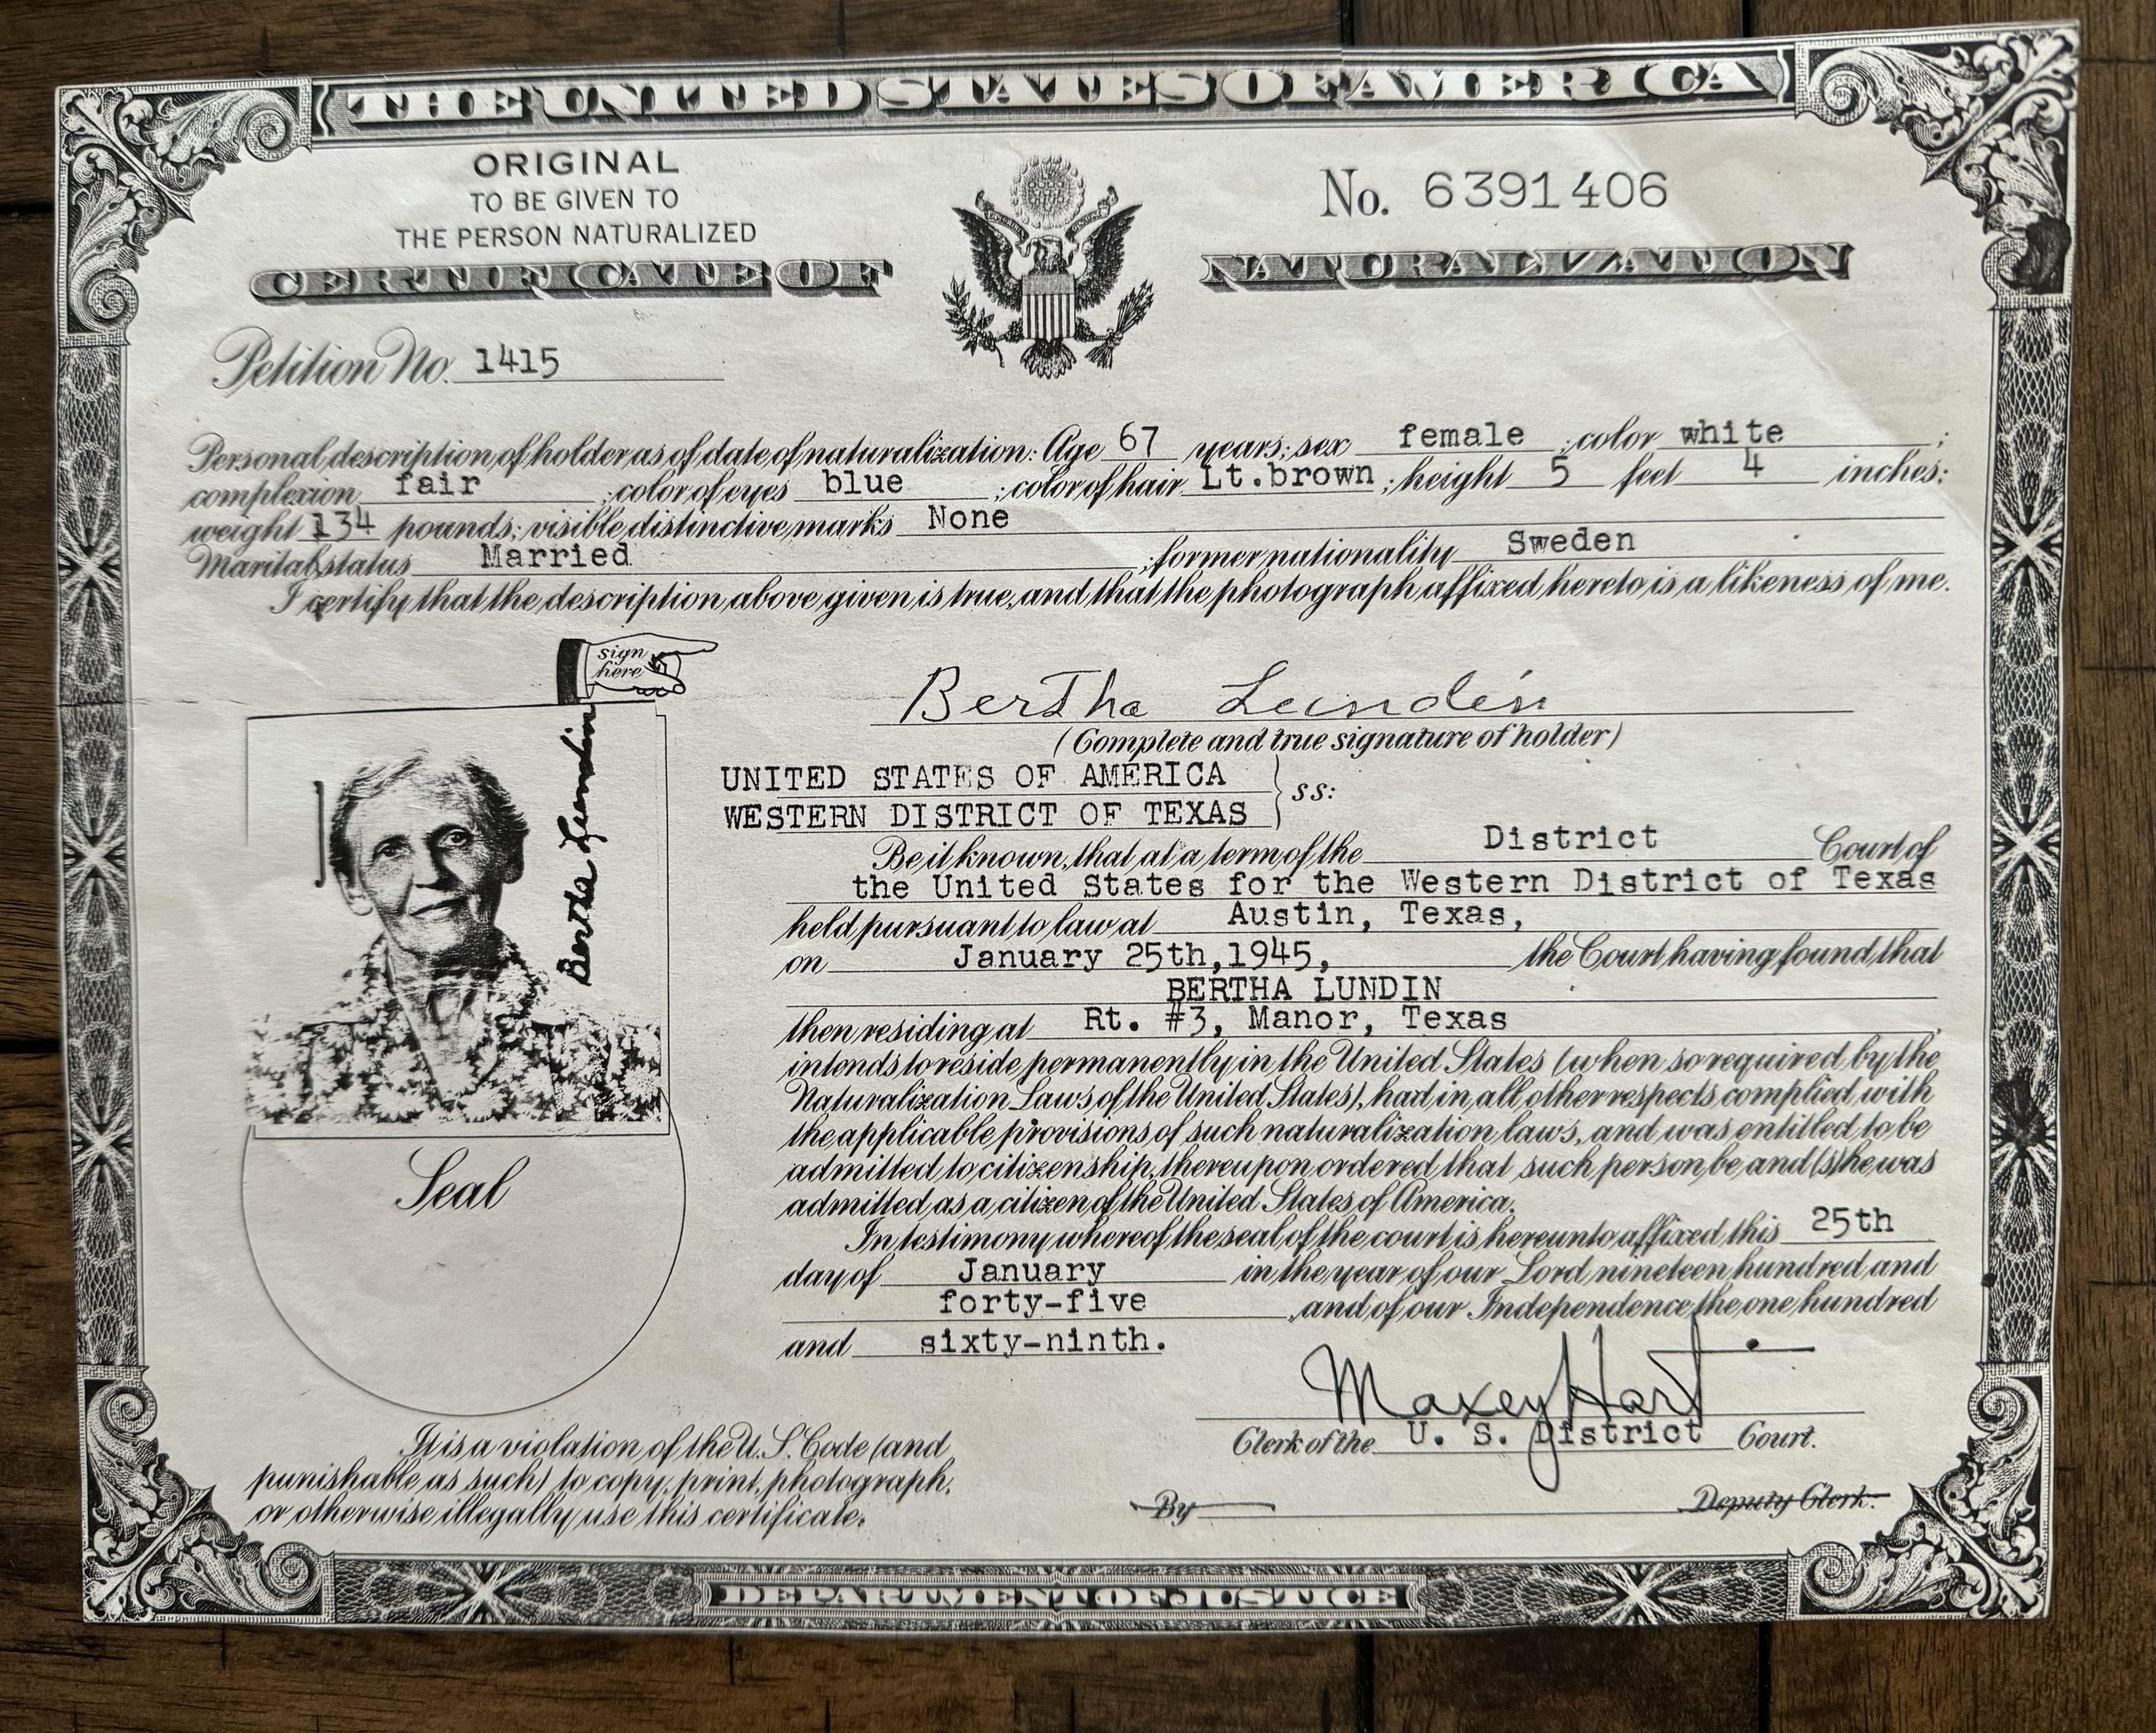 THE UNITED STATES OF AMERICA
ORIGINAL
TO BE GIVEN TO
THE PERSON NATURALIZED
No. 6391406
CERTIFICATE OF NATURALIZATION
Petition No. 1415
Personal description of holder as of date of naturalization: Age 67 years; sex female ; color white ;
complexion fair ; color of eyes blue ; color of hair Lt.brown ; height 5 feet 4 inches;
weight 134 pounds; visible distinctive marks None
Marital status Married ; former nationality Sweden
I certify that the description above given is true, and that the photograph affixed hereto is a likeness of me.
sign
here
Bertha Lundin
Bertha Lundin
(Complete and true signature of holder)
UNITED STATES OF AMERICA
WESTERN DISTRICT OF TEXAS } ss:
Be it known, that at a term of the District Court of
the United States for the Western District of Texas
held pursuant to law at Austin, Texas,
on January 25th,1945, the Court having found that
BERTHA LUNDIN
then residing at Rt. #3, Manor, Texas ,
intends to reside permanently in the United States (when so required by the
Naturalization Laws of the United States), had in all other respects complied with
the applicable provisions of such naturalization laws, and was entitled to be
admitted to citizenship, thereupon ordered that such person be and (s)he was
admitted as a citizen of the United States of America.
In testimony whereof the seal of the court is hereunto affixed this 25th
day of January in the year of our Lord nineteen hundred and
forty-five , and of our Independence the one hundred
and sixty-ninth.
Seal
Maxey Hart
Clerk of the U. S. District Court.
By Deputy Clerk.
It is a violation of the U.S. Code (and
punishable as such) to copy, print, photograph,
or otherwise illegally use this certificate.
DEPARTMENT OF JUSTICE